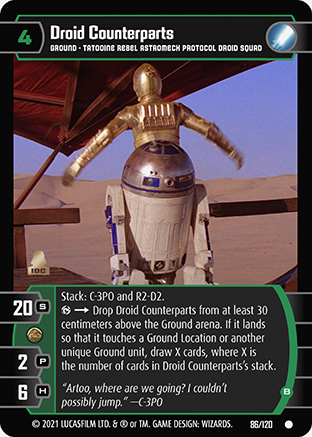 4
Droid Counterparts
GROUND - TATOOINE REBEL ASTROMECH PROTOCOL DROID SQUAD
IDC
20 S
2 P
6 H
Stack: C-3PO and R2-D2.
Drop Droid Counterparts from at least 30
centimeters above the Ground arena. If it lands
so that it touches a Ground Location or another
unique Ground unit, draw X cards, where X is
the number of cards in Droid Counterparts's stack.
"Artoo, where are we going? I couldn't
possibly jump." —C-3PO
B
© 2021 LUCASFILM LTD. & ® or TM. GAME DESIGN: WIZARDS.
86/120